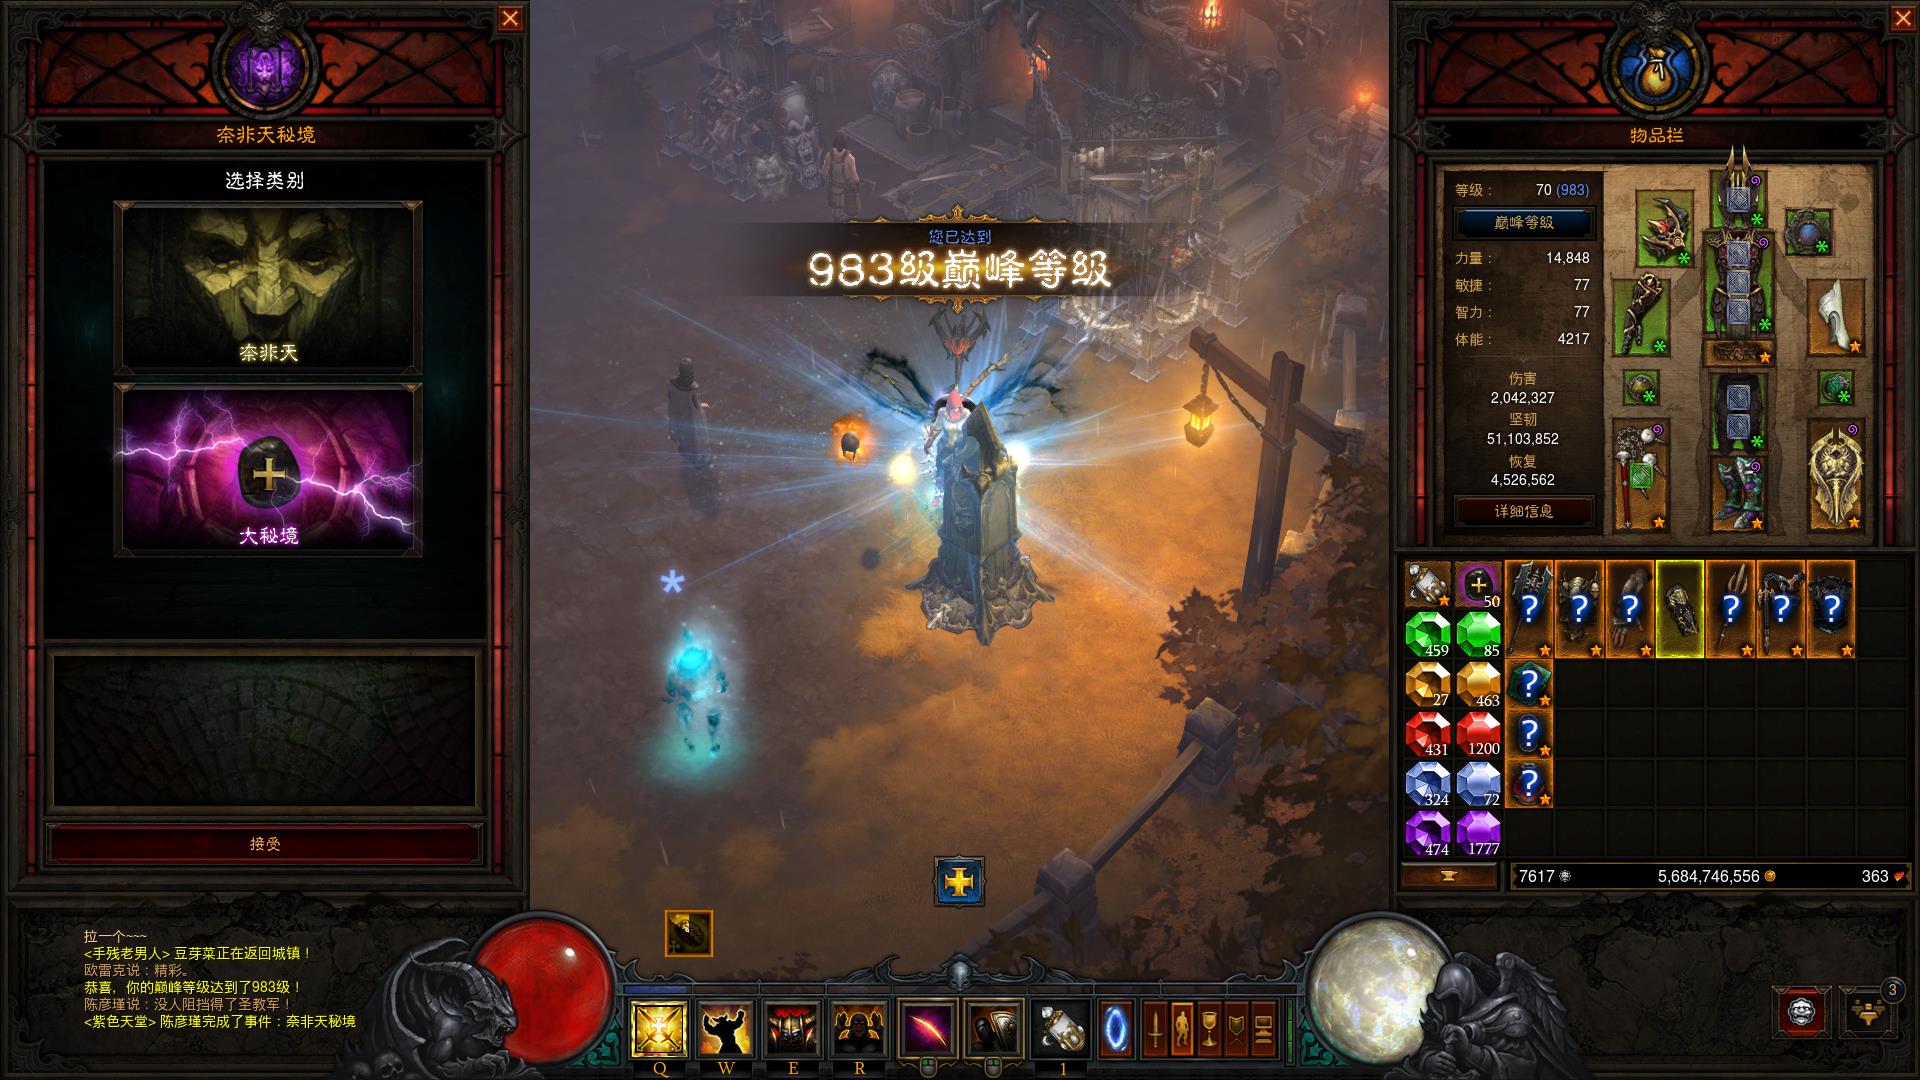 奈非天秘境
选择类别
奈非天
大秘境
接受
您已达到
983级巅峰等级
物品栏
等级： 70 (983)
巅峰等级
力量： 14,848
敏捷： 77
智力： 77
体能： 4217
伤害
2,042,327
坚韧
51,103,852
恢复
4,526,562
详细信息
50
? ? ? ? ? ?
459 85
27 463
?
431 1200
?
324 72
?
474 1777
7617 5,684,746,556 363
拉一个~~~
<手残老男人> 豆芽菜正在返回城镇！
欧雷克说：精彩。
恭喜，你的巅峰等级达到了983级！
陈彦瑾说：没人阻挡得了圣教军！
<紫色天堂> 陈彦瑾完成了事件：奈非天秘境
Q W E R 1
3